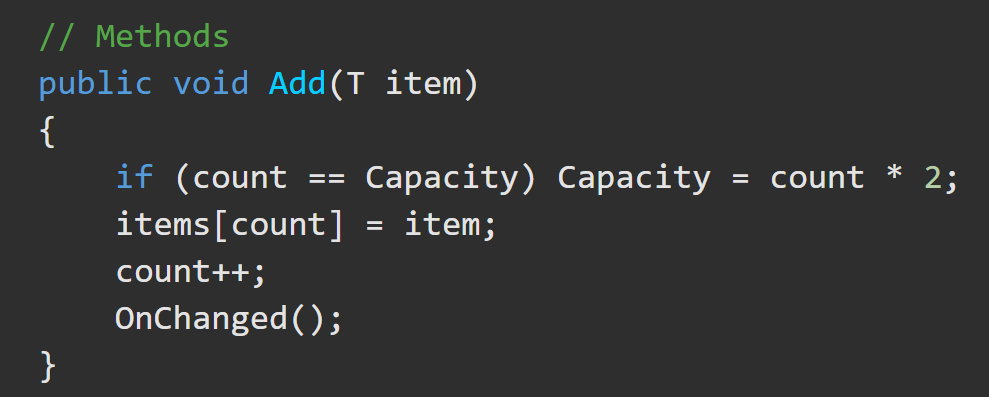 // Methods
public void Add(T item)
{
    if (count == Capacity) Capacity = count * 2;
    items[count] = item;
    count++;
    OnChanged();
}